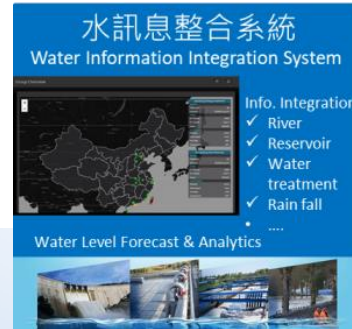 水訊息整合系統
Water Information Integration System
Info. Integration
✓ River
✓ Reservoir
✓ Water
treatment
✓ Rain fall
• ....
Water Level Forecast & Analytics